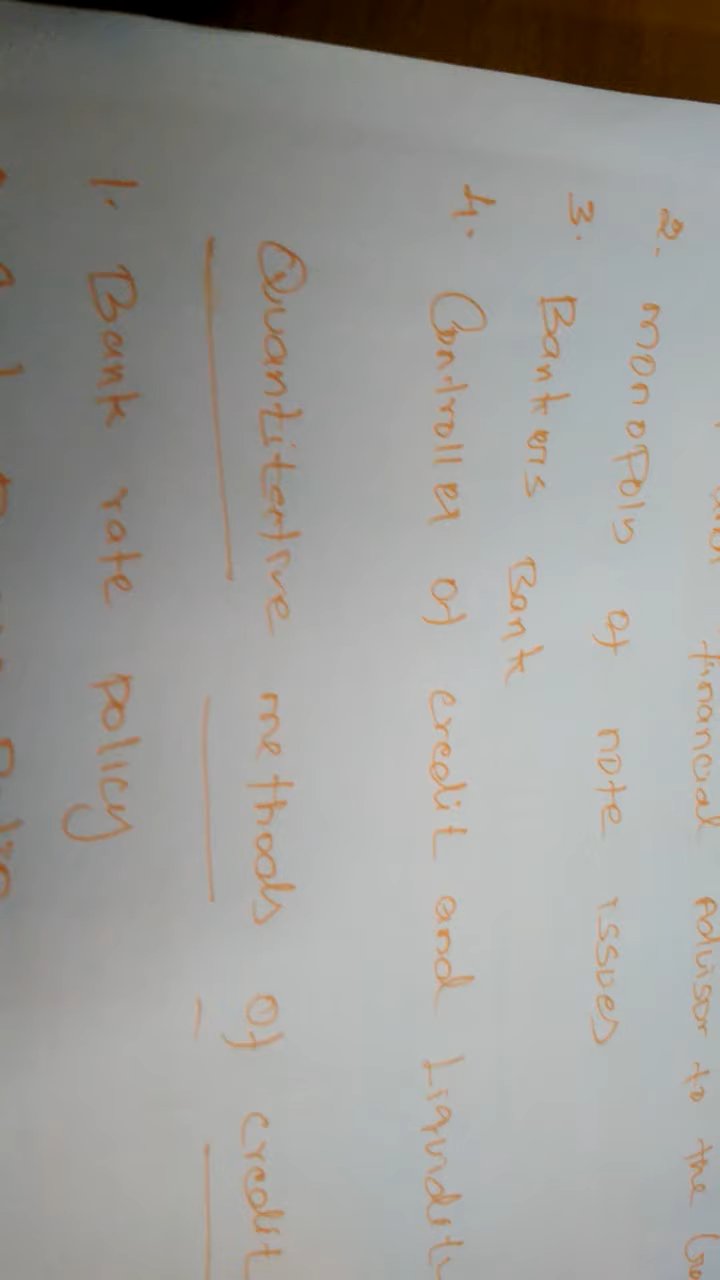 financial Advisor to the
2. monopoly of note issues
3. Bankers Bank
4. Controller of credit and Liquidity
Quantitative methods of credit
1. Bank rate policy